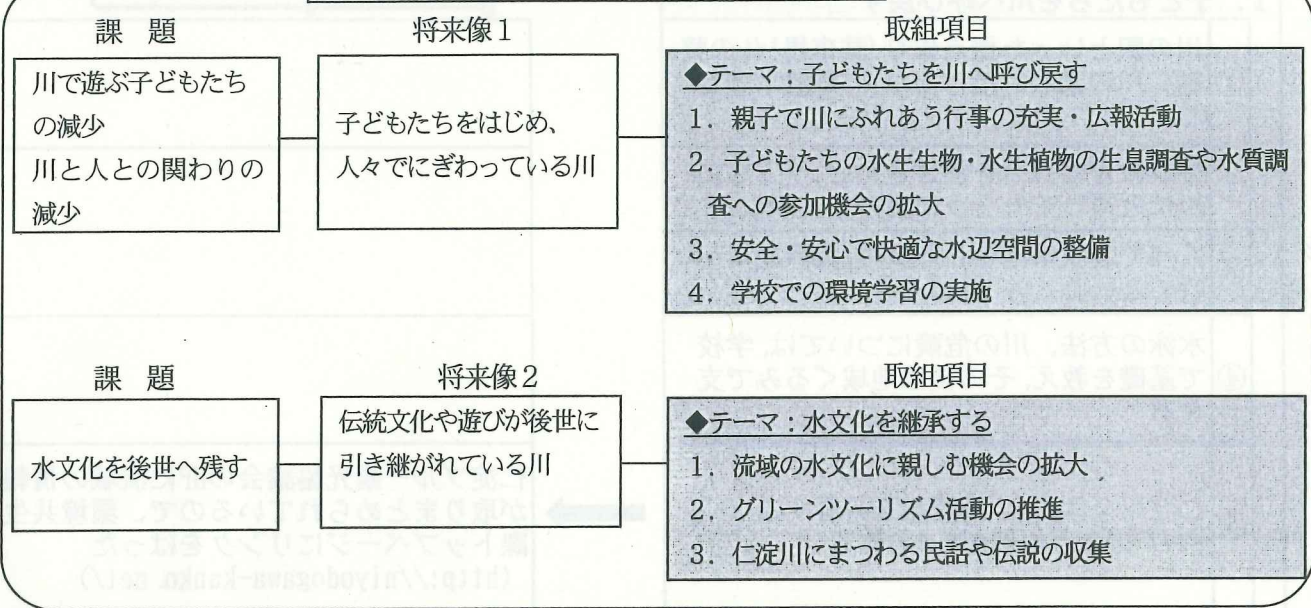 課 題
川で遊ぶ子どもたち
の減少
川と人との関わりの
減少
将来像１
子どもたちをはじめ、
人々でにぎわっている川
取組項目
◆テーマ：子どもたちを川へ呼び戻す
１．親子で川にふれあう行事の充実・広報活動
２．子どもたちの水生生物・水生植物の生息調査や水質調
査への参加機会の拡大
３．安全・安心で快適な水辺空間の整備
４．学校での環境学習の実施
課 題
水文化を後世へ残す
将来像２
伝統文化や遊びが後世に
引き継がれている川
取組項目
◆テーマ：水文化を継承する
１．流域の水文化に親しむ機会の拡大
２．グリーンツーリズム活動の推進
３．仁淀川にまつわる民話や伝説の収集